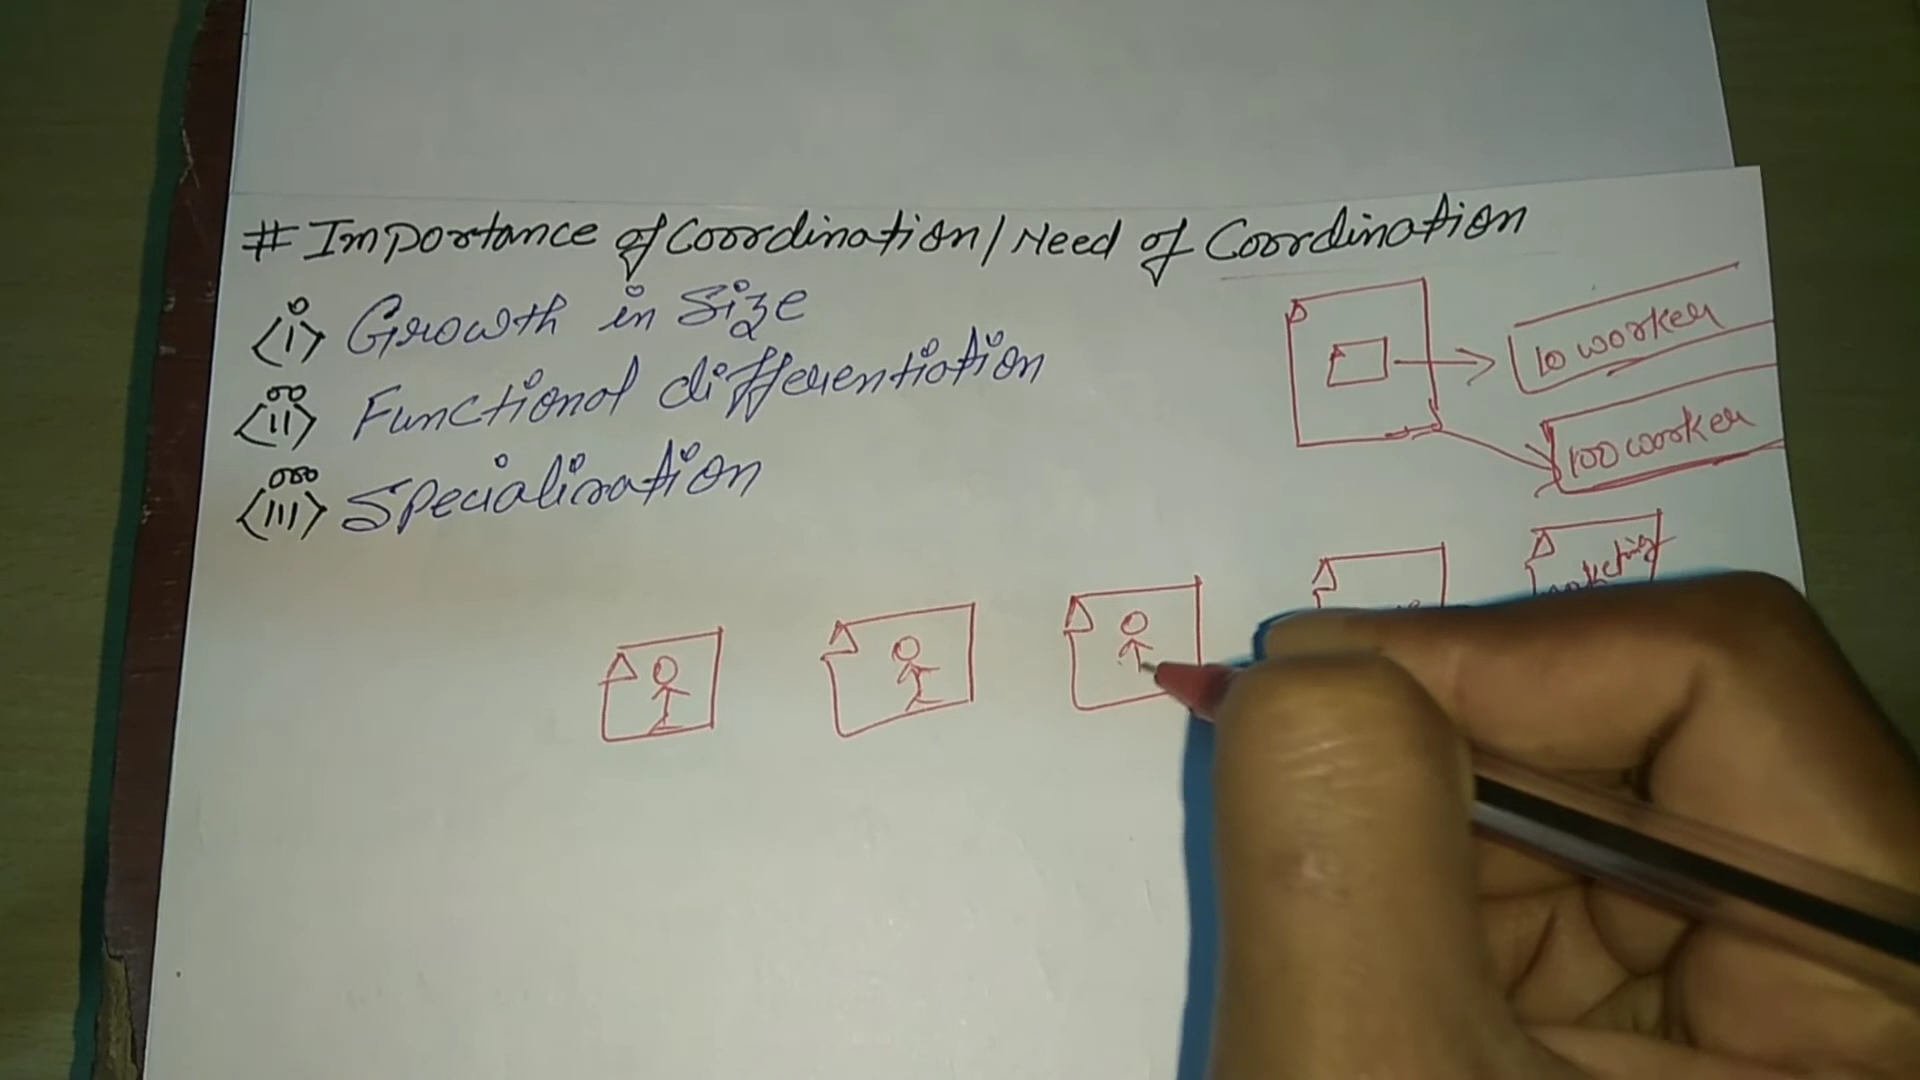 # Importance of Coordination / Need of Coordination
<i> Growth in Size
<ii> Functional differentiation
<iii> Specialisation
10 worker
100 worker